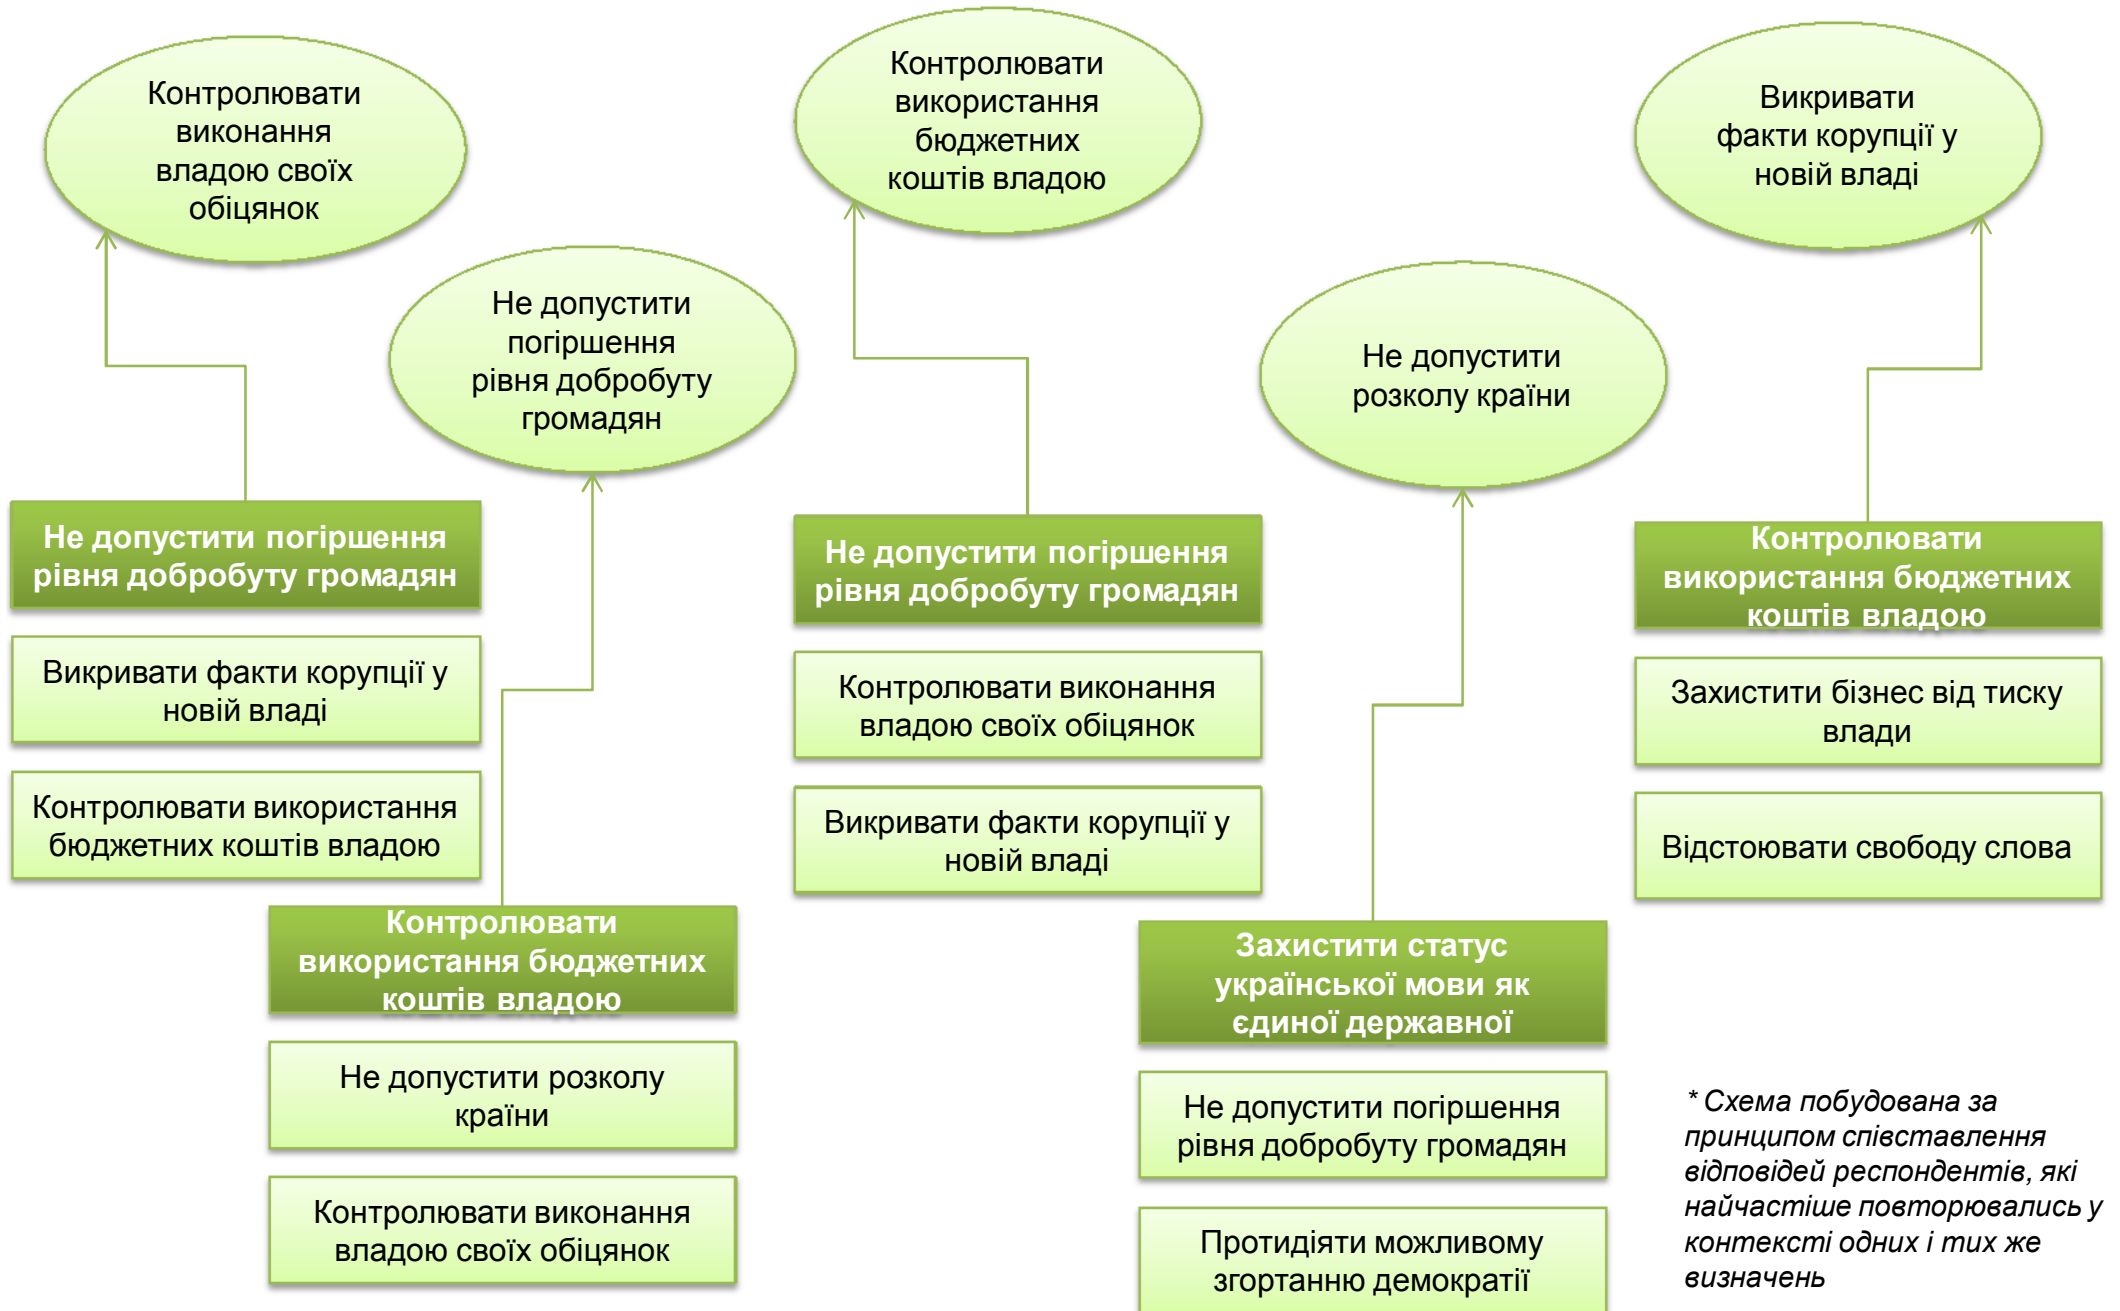 Контролювати
виконання
владою своїх
обіцянок
Не допустити погіршення
рівня добробуту громадян
Викривати факти корупції у
новій владі
Контролювати використання
бюджетних коштів владою
Не допустити
погіршення
рівня добробуту
громадян
Контролювати
використання бюджетних
коштів владою
Не допустити розколу
країни
Контролювати виконання
владою своїх обіцянок
Контролювати
використання
бюджетних
коштів владою
Не допустити погіршення
рівня добробуту громадян
Контролювати виконання
владою своїх обіцянок
Викривати факти корупції у
новій владі
Не допустити
розколу країни
Захистити статус
української мови як
єдиної державної
Не допустити погіршення
рівня добробуту громадян
Протидіяти можливому
згортанню демократії
Викривати
факти корупції у
новій владі
Контролювати
використання бюджетних
коштів владою
Захистити бізнес від тиску
влади
Відстоювати свободу слова
* Схема побудована за
принципом співставлення
відповідей респондентів, які
найчастіше повторювались у
контексті одних і тих же
визначень